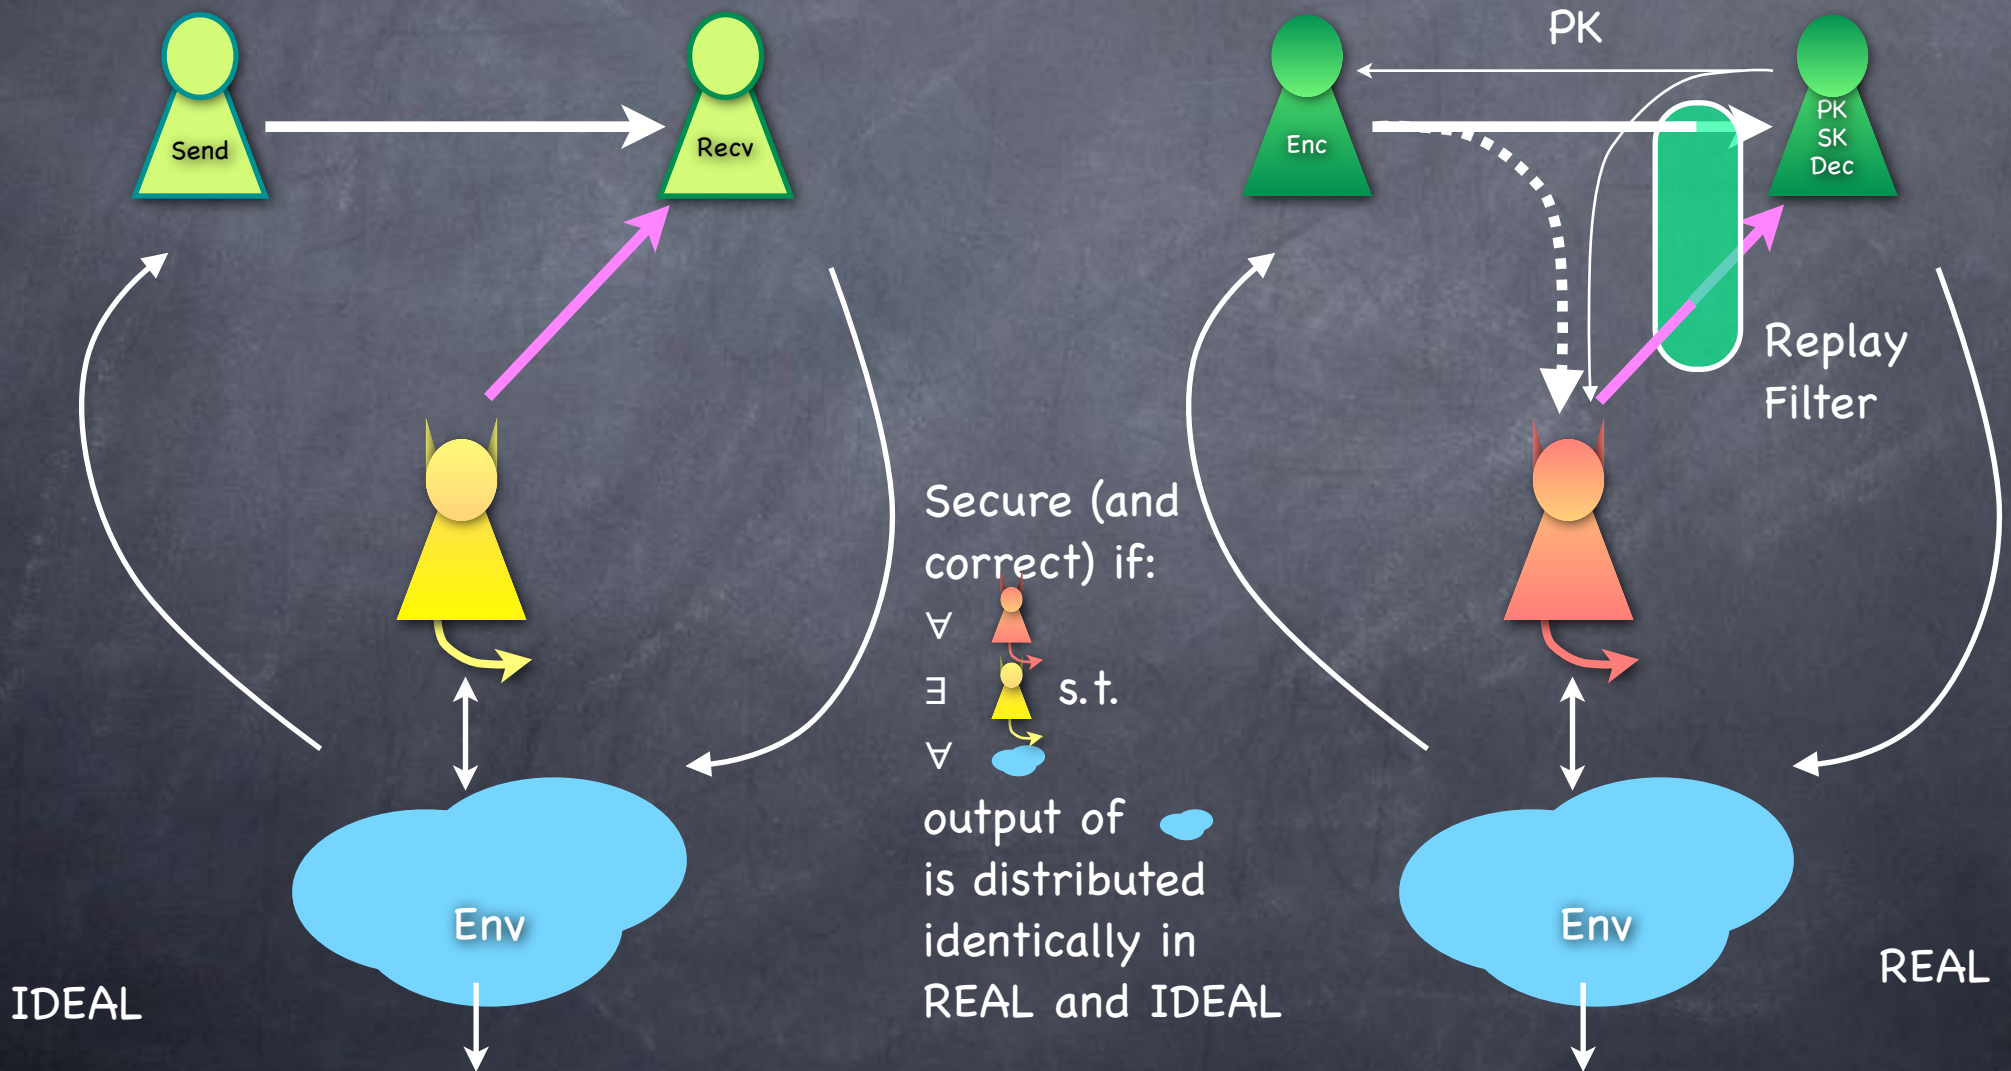 Send
Recv
PK
Enc
PK
SK
Dec
Replay
Filter
Secure (and
correct) if:
∀
∃ s.t.
∀
output of
is distributed
identically in
REAL and IDEAL
Env
Env
IDEAL
REAL